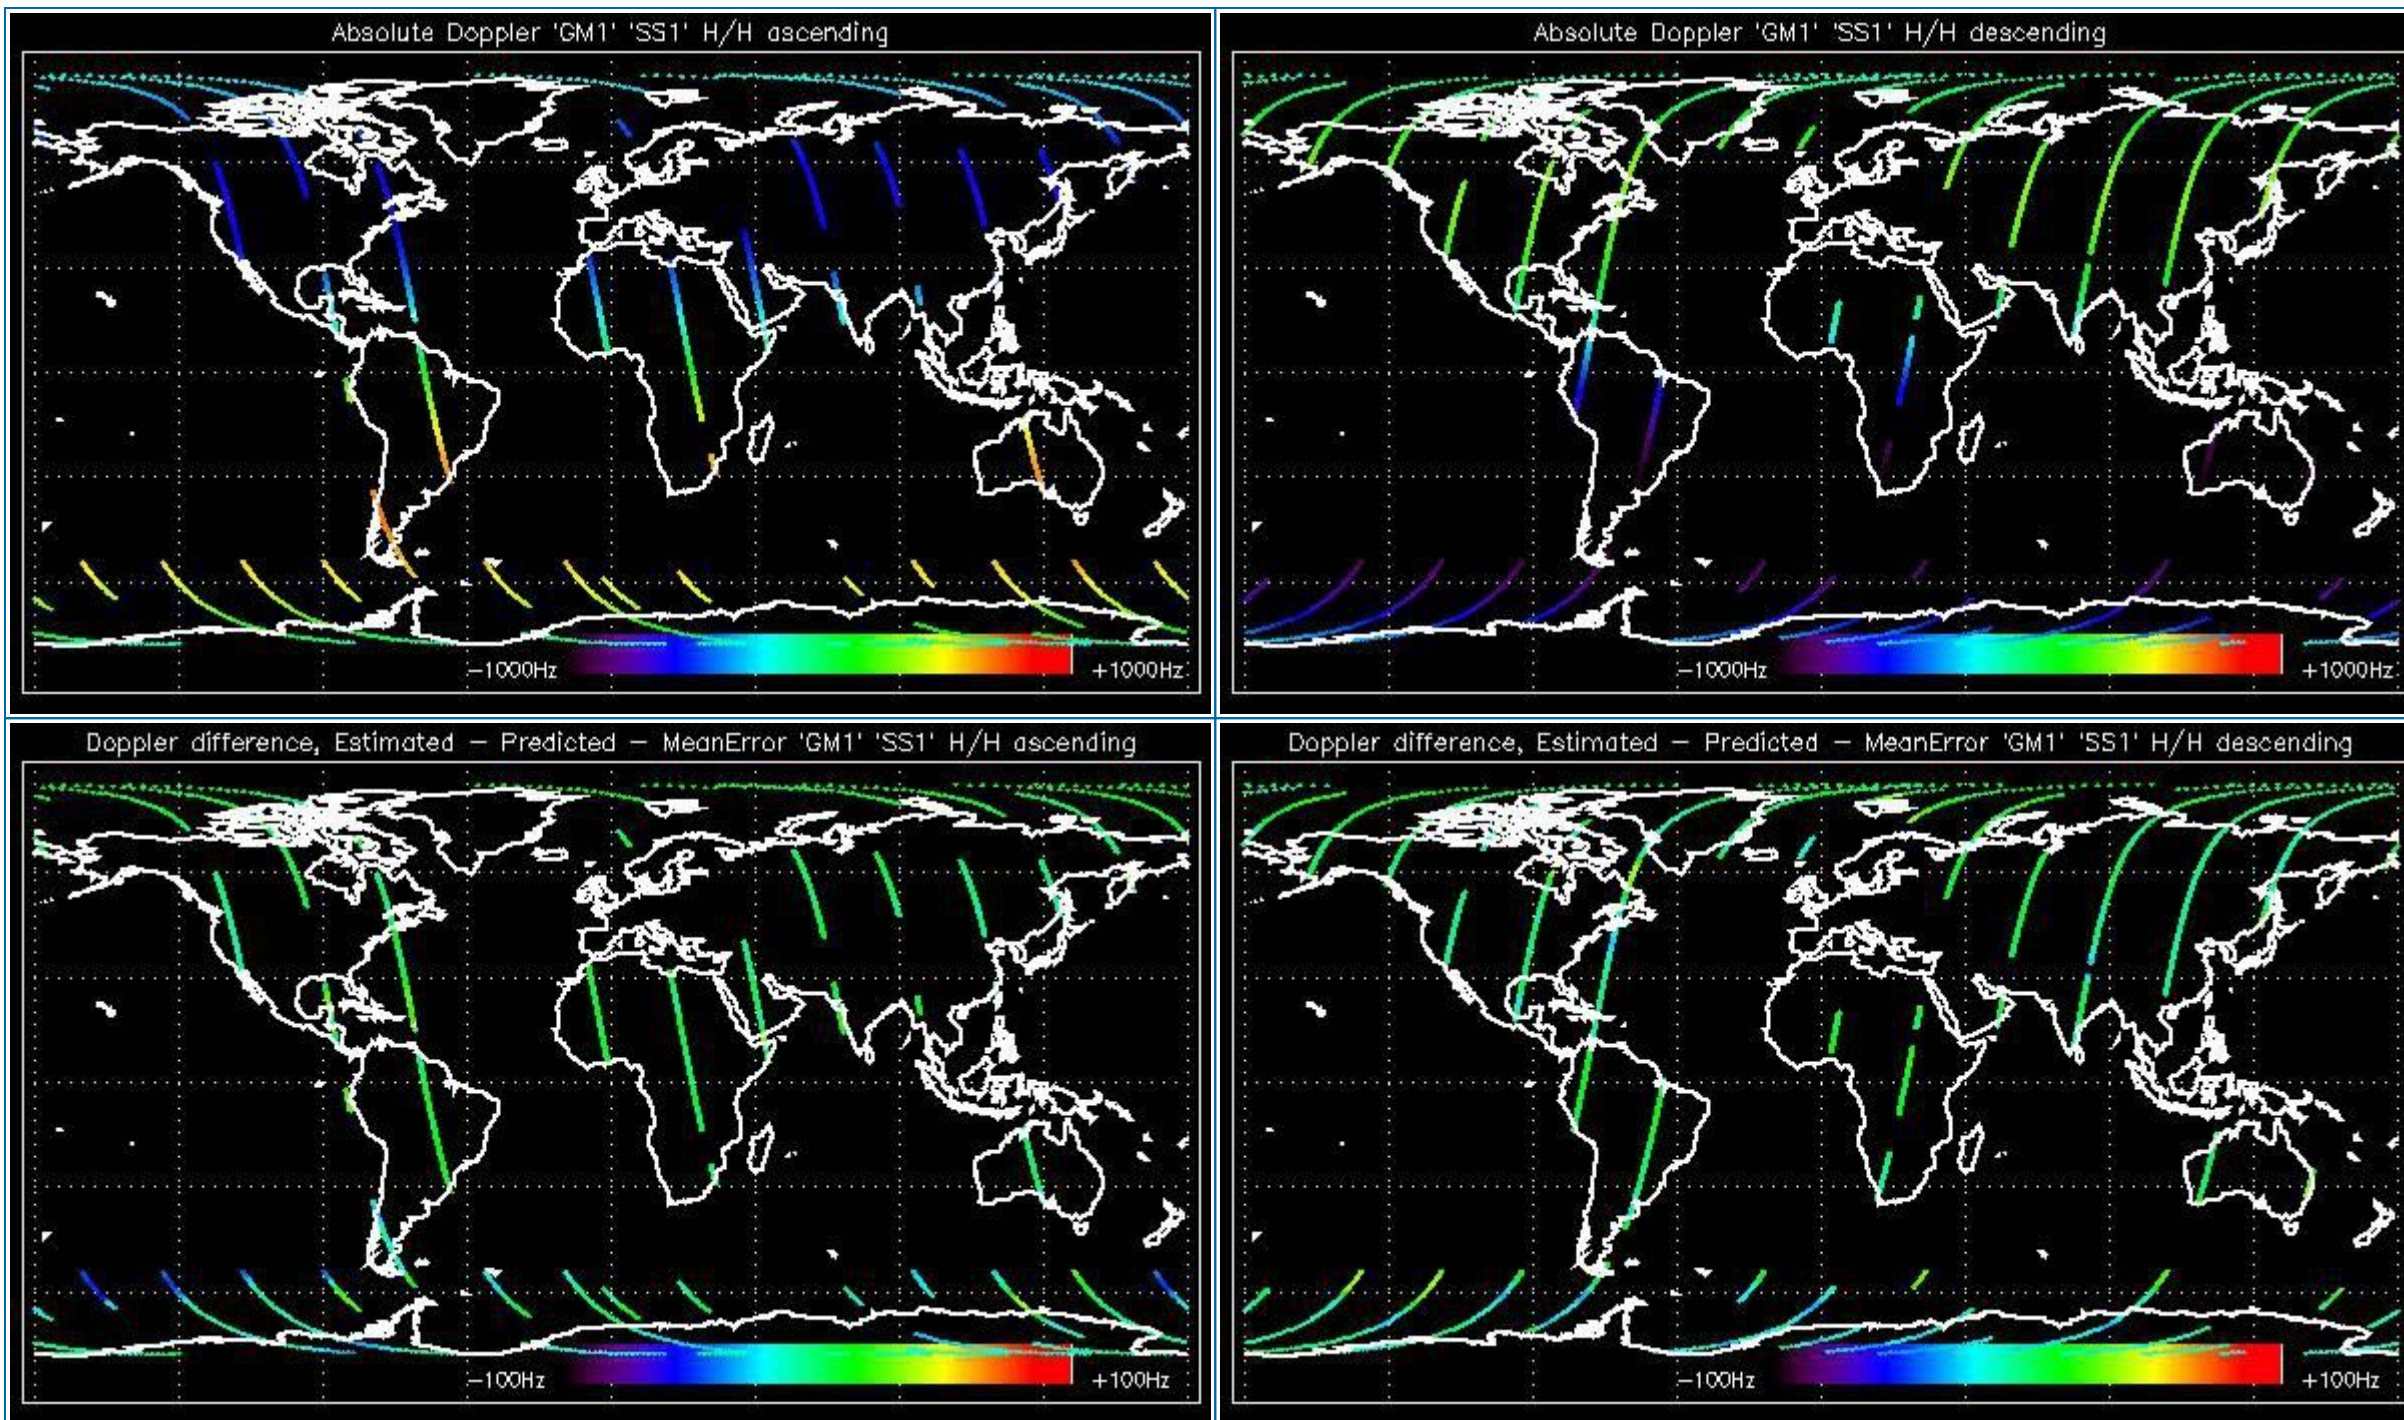 Absolute Doppler 'GM1' 'SS1' H/H ascending
-1000Hz
+1000Hz
Absolute Doppler 'GM1' 'SS1' H/H descending
-1000Hz
+1000Hz
Doppler difference, Estimated - Predicted - MeanError 'GM1' 'SS1' H/H ascending
-100Hz
+100Hz
Doppler difference, Estimated - Predicted - MeanError 'GM1' 'SS1' H/H descending
-100Hz
+100Hz